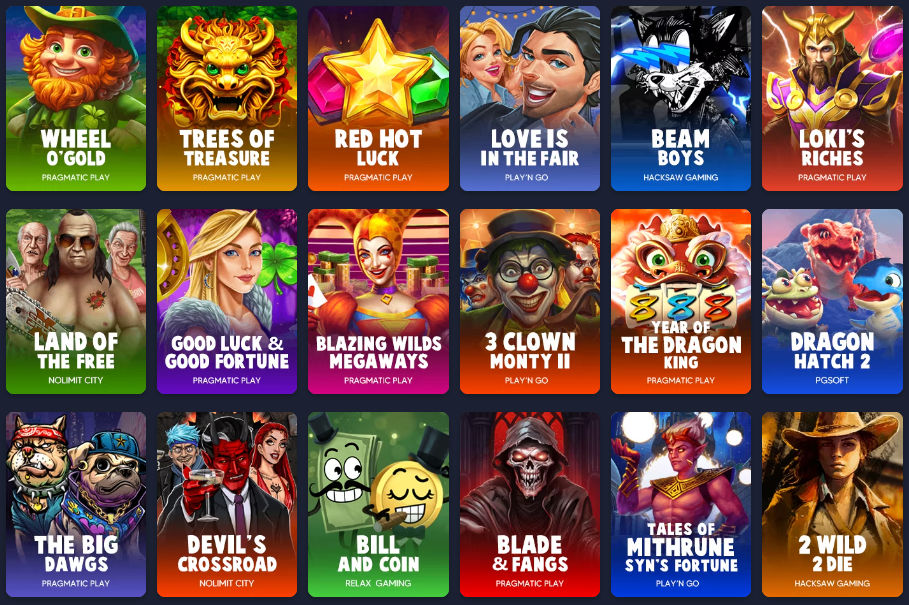 WHEEL
O'GOLD
PRAGMATIC PLAY
TREES OF
TREASURE
PRAGMATIC PLAY
RED HOT
LUCK
PRAGMATIC PLAY
LOVE IS
IN THE FAIR
PLAY'N GO
BEAM
BOYS
HACKSAW GAMING
LOKI'S
RICHES
PRAGMATIC PLAY
LAND OF
THE FREE
NOLIMIT CITY
GOOD LUCK &
GOOD FORTUNE
PRAGMATIC PLAY
BLAZING WILDS
MEGAWAYS
PRAGMATIC PLAY
3 CLOWN
MONTY II
PLAY'N GO
888
YEAR OF
THE DRAGON
KING
PRAGMATIC PLAY
DRAGON
HATCH 2
PGSOFT
THE BIG
DAWGS
PRAGMATIC PLAY
DEVIL'S
CROSSROAD
NOLIMIT CITY
BILL
AND COIN
RELAX GAMING
BLADE
& FANGS
PRAGMATIC PLAY
TALES OF
MITHRUNE
SYN'S FORTUNE
PLAY'N GO
2 WILD
2 DIE
HACKSAW GAMING